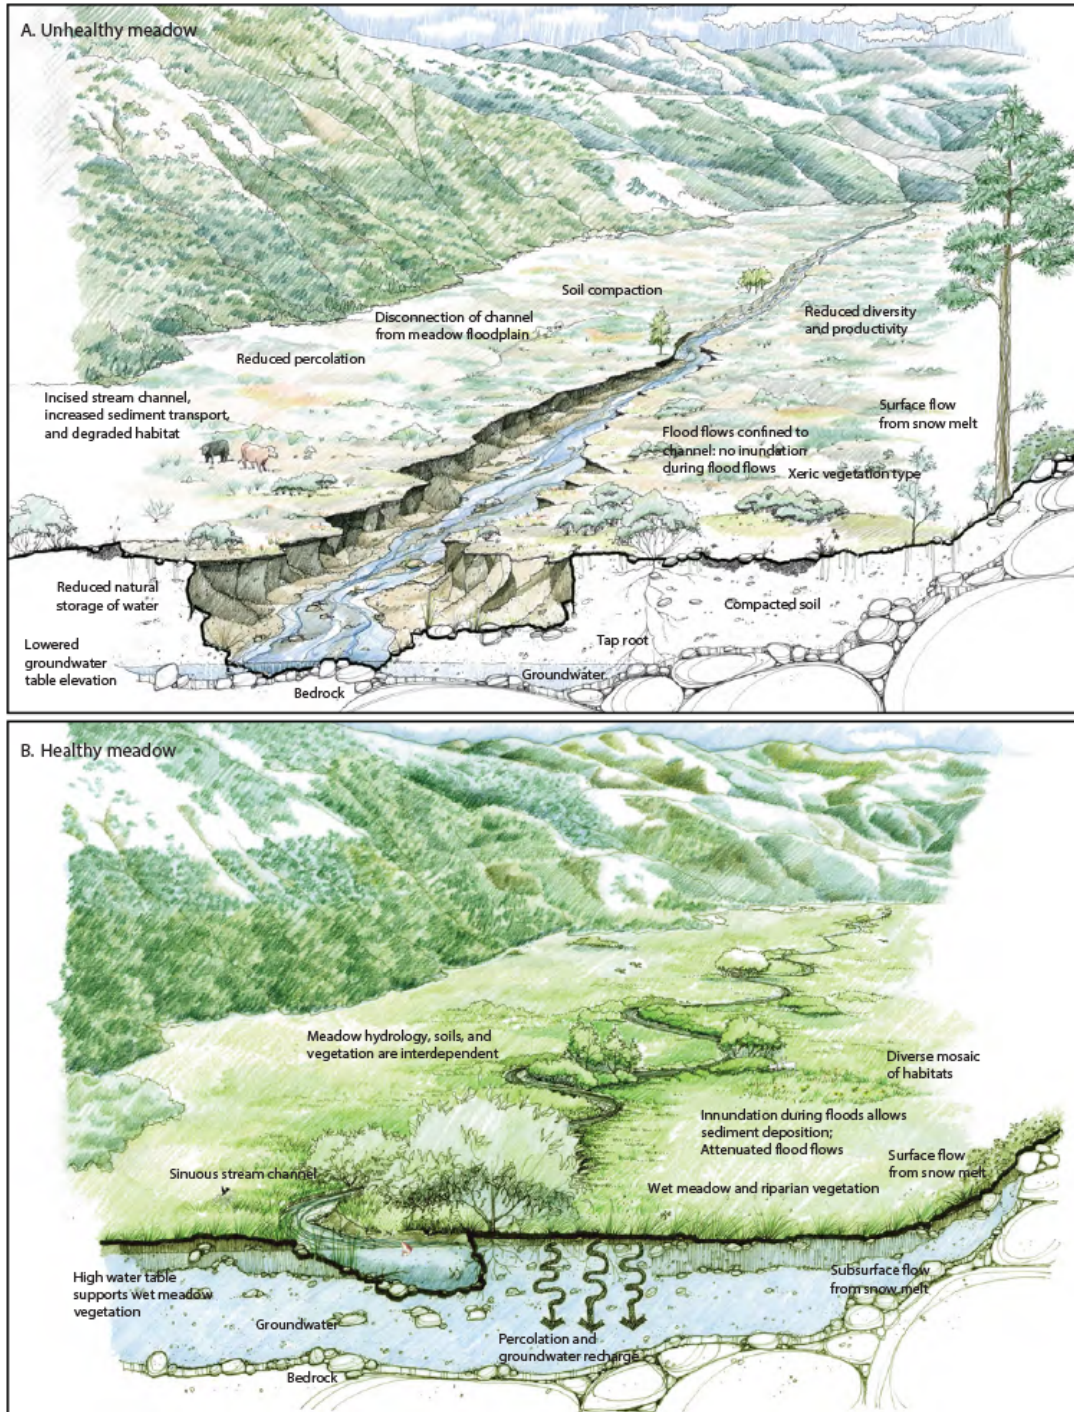 A. Unhealthy meadow
Soil compaction
Disconnection of channel
from meadow floodplain
Reduced diversity
and productivity
Reduced percolation
Incised stream channel,
increased sediment transport,
and degraded habitat
Surface flow
from snow melt
Flood flows confined to
channel: no inundation
during flood flows
Xeric vegetation type
Reduced natural
storage of water
Compacted soil
Tap root
Lowered
groundwater
table elevation
Groundwater
Bedrock
B. Healthy meadow
Meadow hydrology, soils, and
vegetation are interdependent
Diverse mosaic
of habitats
Innundation during floods allows
sediment deposition;
Attenuated flood flows
Surface flow
from snow melt
Sinuous stream channel
Wet meadow and riparian vegetation
High water table
supports wet meadow
vegetation
Subsurface flow
from snow melt
Groundwater
Percolation and
groundwater recharge
Bedrock